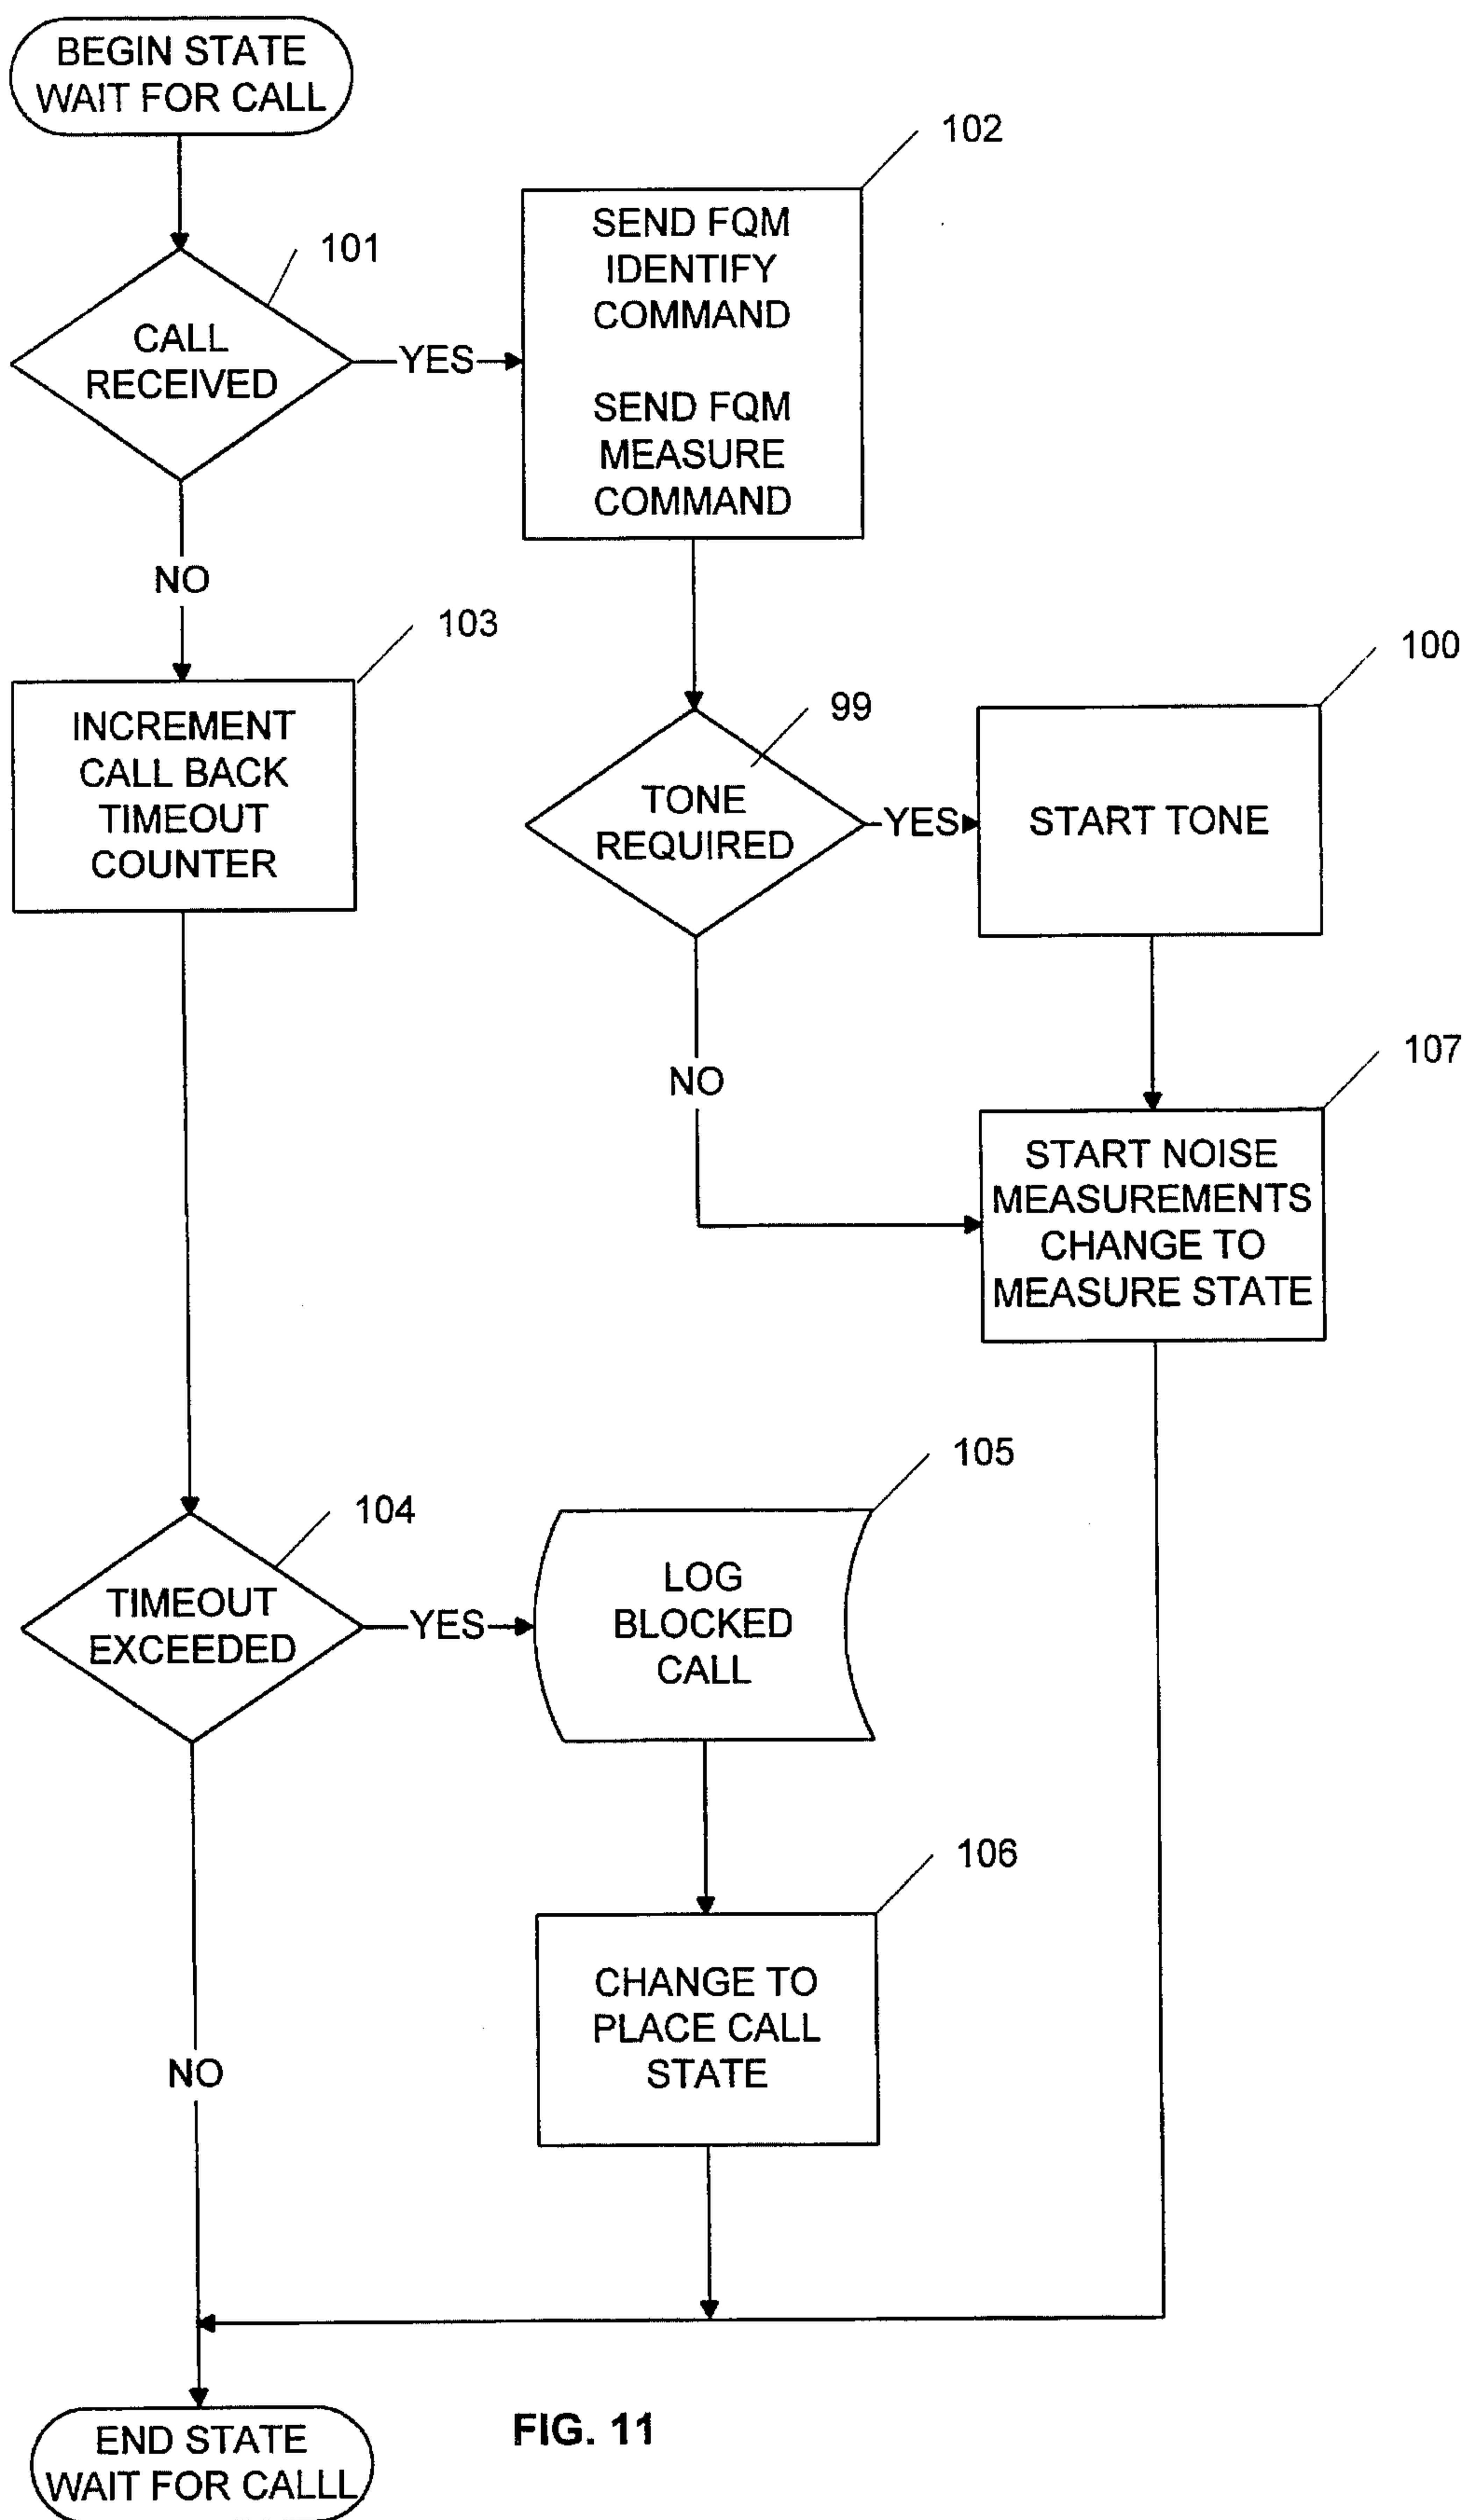 BEGIN STATE
WAIT FOR CALL
102
SEND FQM
IDENTIFY
COMMAND
SEND FQM
MEASURE
COMMAND
101
CALL
RECEIVED
YES
NO
103
INCREMENT
CALL BACK
TIMEOUT
COUNTER
99
TONE
REQUIRED
YES
100
START TONE
NO
107
START NOISE
MEASUREMENTS
CHANGE TO
MEASURE STATE
104
TIMEOUT
EXCEEDED
YES
105
LOG
BLOCKED
CALL
106
CHANGE TO
PLACE CALL
STATE
NO
END STATE
WAIT FOR CALLL
FIG. 11